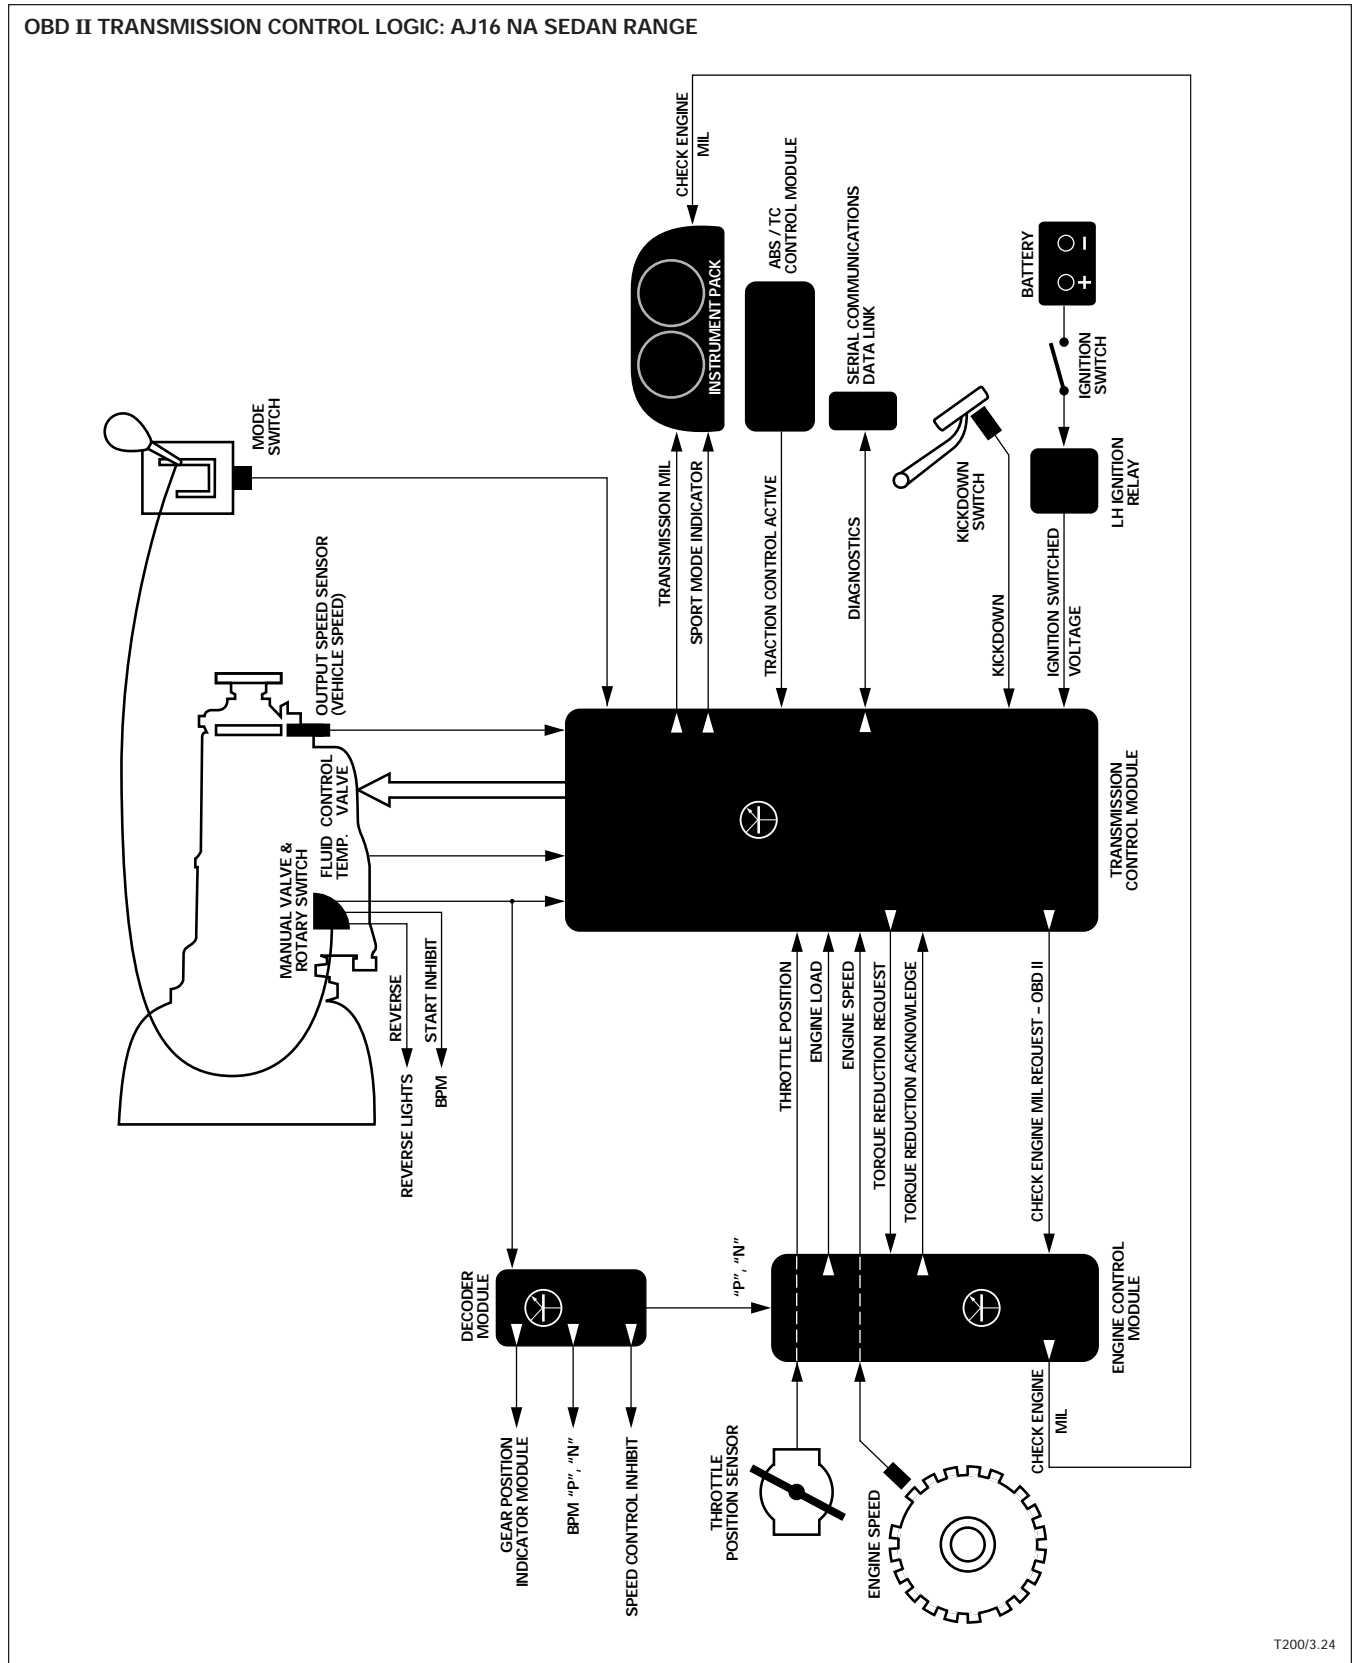 OBD II TRANSMISSION CONTROL LOGIC: AJ16 NA SEDAN RANGE
CHECK ENGINE
MIL
INSTRUMENT PACK
ABS / TC
CONTROL MODULE
SERIAL COMMUNICATIONS
DATA LINK
BATTERY
+
–
IGNITION
SWITCH
LH IGNITION
RELAY
KICKDOWN
SWITCH
MODE
SWITCH
TRANSMISSION MIL
SPORT MODE INDICATOR
TRACTION CONTROL ACTIVE
DIAGNOSTICS
KICKDOWN
IGNITION SWITCHED
VOLTAGE
OUTPUT SPEED SENSOR
(VEHICLE SPEED)
CONTROL
VALVE
FLUID
TEMP.
MANUAL VALVE &
ROTARY SWITCH
TRANSMISSION
CONTROL MODULE
REVERSE
REVERSE LIGHTS
START INHIBIT
BPM
THROTTLE POSITION
ENGINE LOAD
ENGINE SPEED
TORQUE REDUCTION REQUEST
TORQUE REDUCTION ACKNOWLEDGE
CHECK ENGINE MIL REQUEST – OBD II
DECODER
MODULE
"P", "N"
ENGINE CONTROL
MODULE
GEAR POSITION
INDICATOR MODULE
BPM "P", "N"
SPEED CONTROL INHIBIT
THROTTLE
POSITION SENSOR
ENGINE SPEED
CHECK ENGINE
MIL
T200/3.24